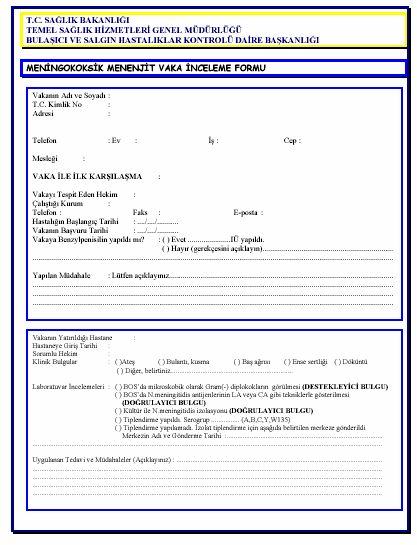 T.C. SAĞLIK BAKANLIĞI
TEMEL SAĞLIK HİZMETLERİ GENEL MÜDÜRLÜĞÜ
BULAŞICI VE SALGIN HASTALIKLAR KONTROLÜ DAİRE BAŞKANLIĞI
MENİNGOKOKSİK MENENJİT VAKA İNCELEME FORMU
Vakanın Adı ve Soyadı :
T.C. Kimlik No :
Adresi :
Telefon : Ev : İş : Cep :
Mesleği :
VAKA İLE İLK KARŞILAŞMA :
Vakayı Tespit Eden Hekim :
Çalıştığı Kurum :
Telefon : Faks : E-posta :
Hastalığın Başlangıç Tarihi : ..../..../...........
Vakanın Başvuru Tarihi : ..../..../...........
Vakaya Benzylpenisilin yapıldı mı? : ( ) Evet ......................IÜ yapıldı.
( ) Hayır (gerekçesini açıklayın)......................................................
Yapılan Müdahale : Lütfen açıklayınız......................................................
Vakanın Yatırıldığı Hastane :
Hastaneye Giriş Tarihi :
Sorumlu Hekim :
Klinik Bulgular : ( )Ateş ( ) Bulantı, kusma ( ) Baş ağrısı ( ) Ense sertliği ( ) Döküntü
( ) Diğer, belirtiniz......................................................
Laboratuvar İncelemeleri : ( ) BOS'da mikroskobik olarak Gram(-) diplokokların görülmesi (DESTEKLEYİCİ BULGU)
( ) BOS'da N.meningitidis antijenlerinin LA veya CA gibi tekniklerle gösterilmesi
(DOĞRULAYICI BULGU)
( ) Kültür ile N.meningitidis izolasyonu (DOĞRULAYICI BULGU)
( ) Tiplendirme yapıldı. Serogrup .............. (A,B,C,Y,W135)
( ) Tiplendirme yapılamadı. İzolat tiplendirme için aşağıda belirtilen merkeze gönderildi
Merkezin Adı ve Gönderme Tarihi :......................................................
Uygulanan Tedavi ve Müdahaleler (Açıklayınız) :......................................................